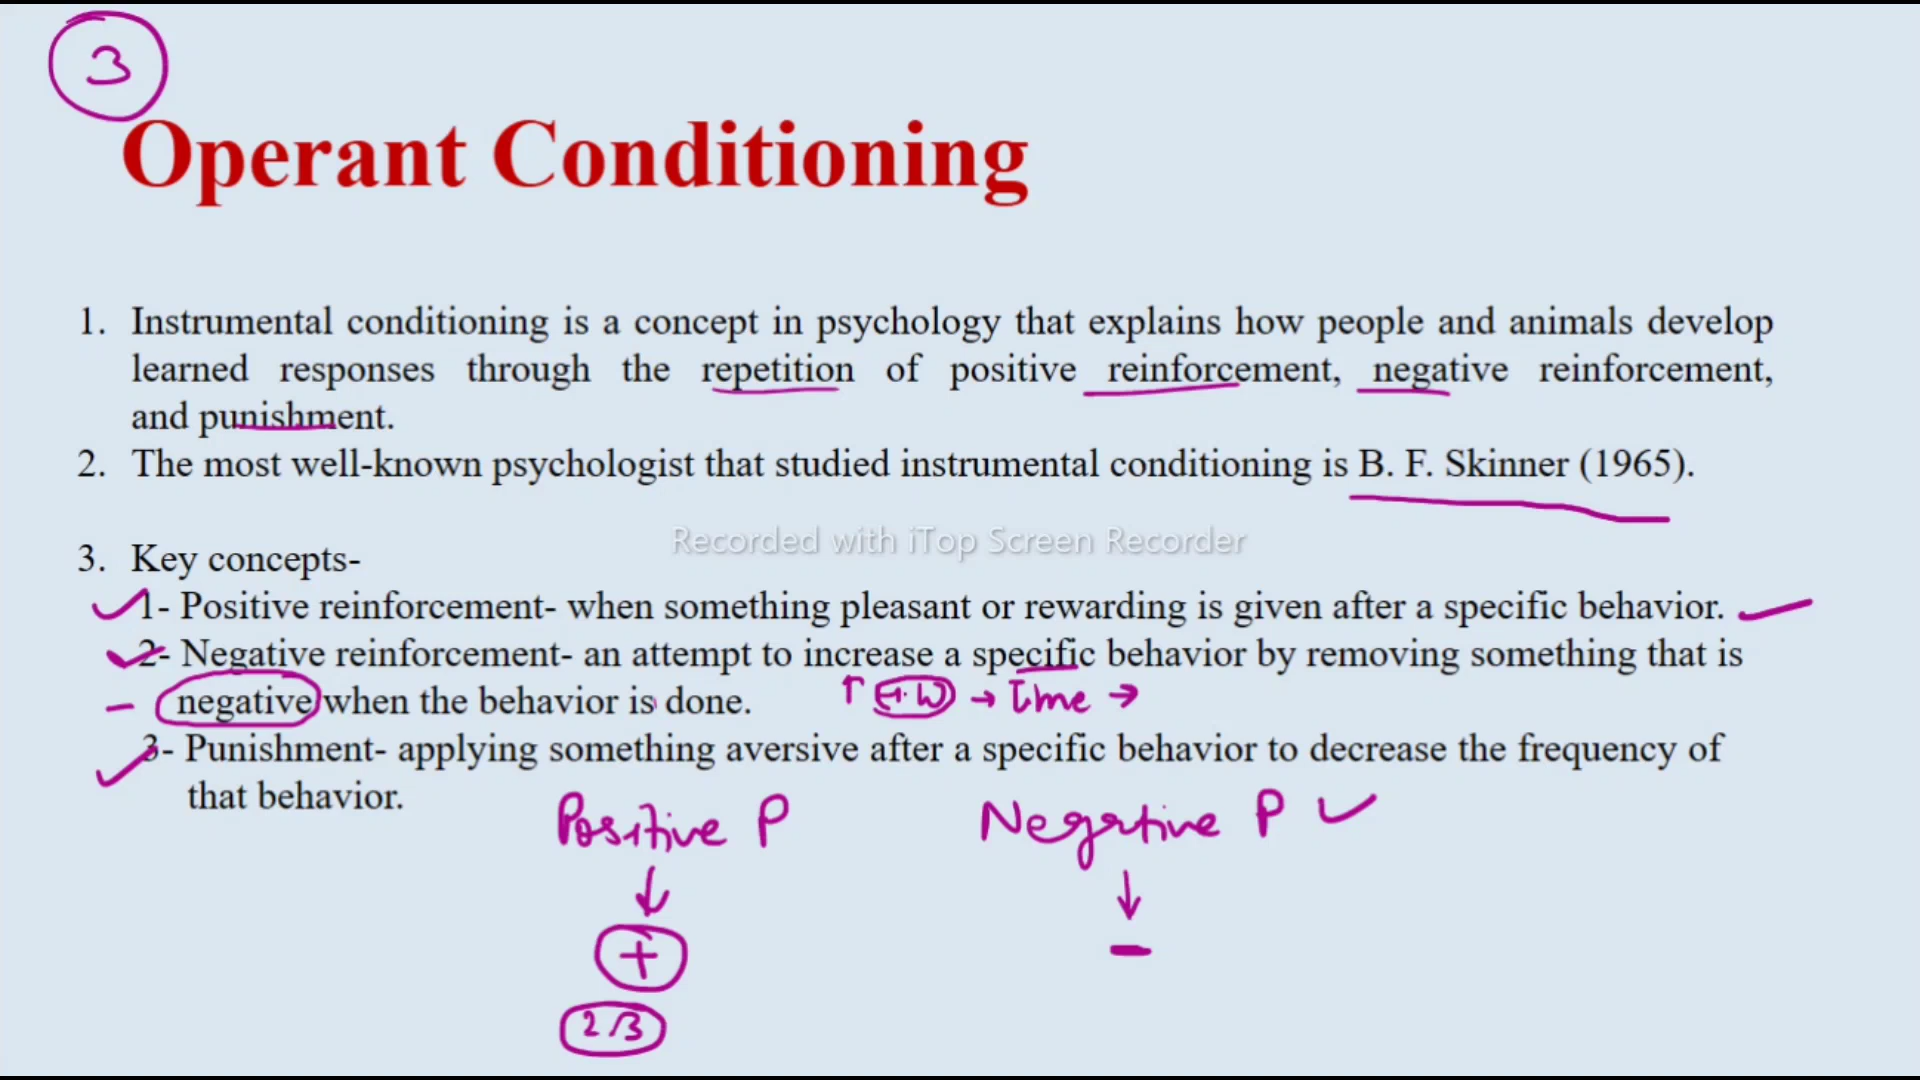 3
Operant Conditioning
1. Instrumental conditioning is a concept in psychology that explains how people and animals develop
learned responses through the repetition of positive reinforcement, negative reinforcement,
and punishment.
2. The most well-known psychologist that studied instrumental conditioning is B. F. Skinner (1965).
Recorded with iTop Screen Recorder
3. Key concepts-
1- Positive reinforcement- when something pleasant or rewarding is given after a specific behavior.
2- Negative reinforcement- an attempt to increase a specific behavior by removing something that is
negative when the behavior is done. ↑ H.W → Time →
3- Punishment- applying something aversive after a specific behavior to decrease the frequency of
that behavior.
Positive P Negative P
↓ ↓
+ -
2/3